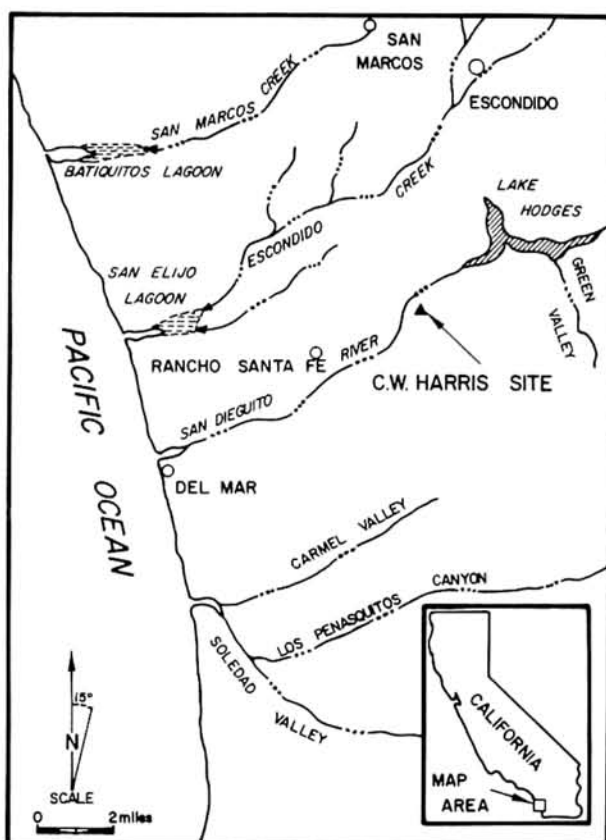 SAN
MARCOS
ESCONDIDO
SAN MARCOS CREEK
BATIQUITOS LAGOON
ESCONDIDO CREEK
LAKE
HODGES
GREEN
VALLEY
SAN ELIJO
LAGOON
RANCHO SANTA FE
SAN DIEGUITO RIVER
C.W. HARRIS SITE
PACIFIC OCEAN
DEL MAR
CARMEL VALLEY
LOS PENASQUITOS CANYON
SOLEDAD
VALLEY
15°
N
SCALE
0 2 miles
CALIFORNIA
MAP
AREA